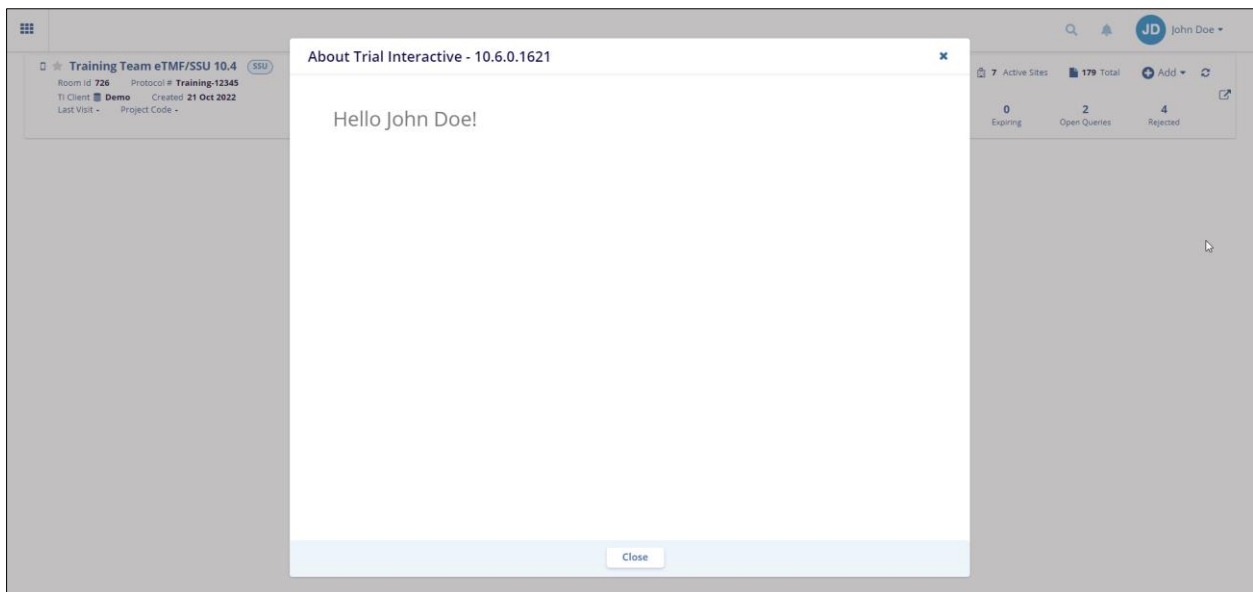 JD John Doe
About Trial Interactive - 10.6.0.1621
Training Team eTMF/SSU 10.4 SSU
Room Id 726 Protocol # Training-12345
TI Client Demo Created 21 Oct 2022
Last Visit - Project Code -
7 Active Sites 179 Total Add
0 2 4
Expiring Open Queries Rejected
Hello John Doe!
Close